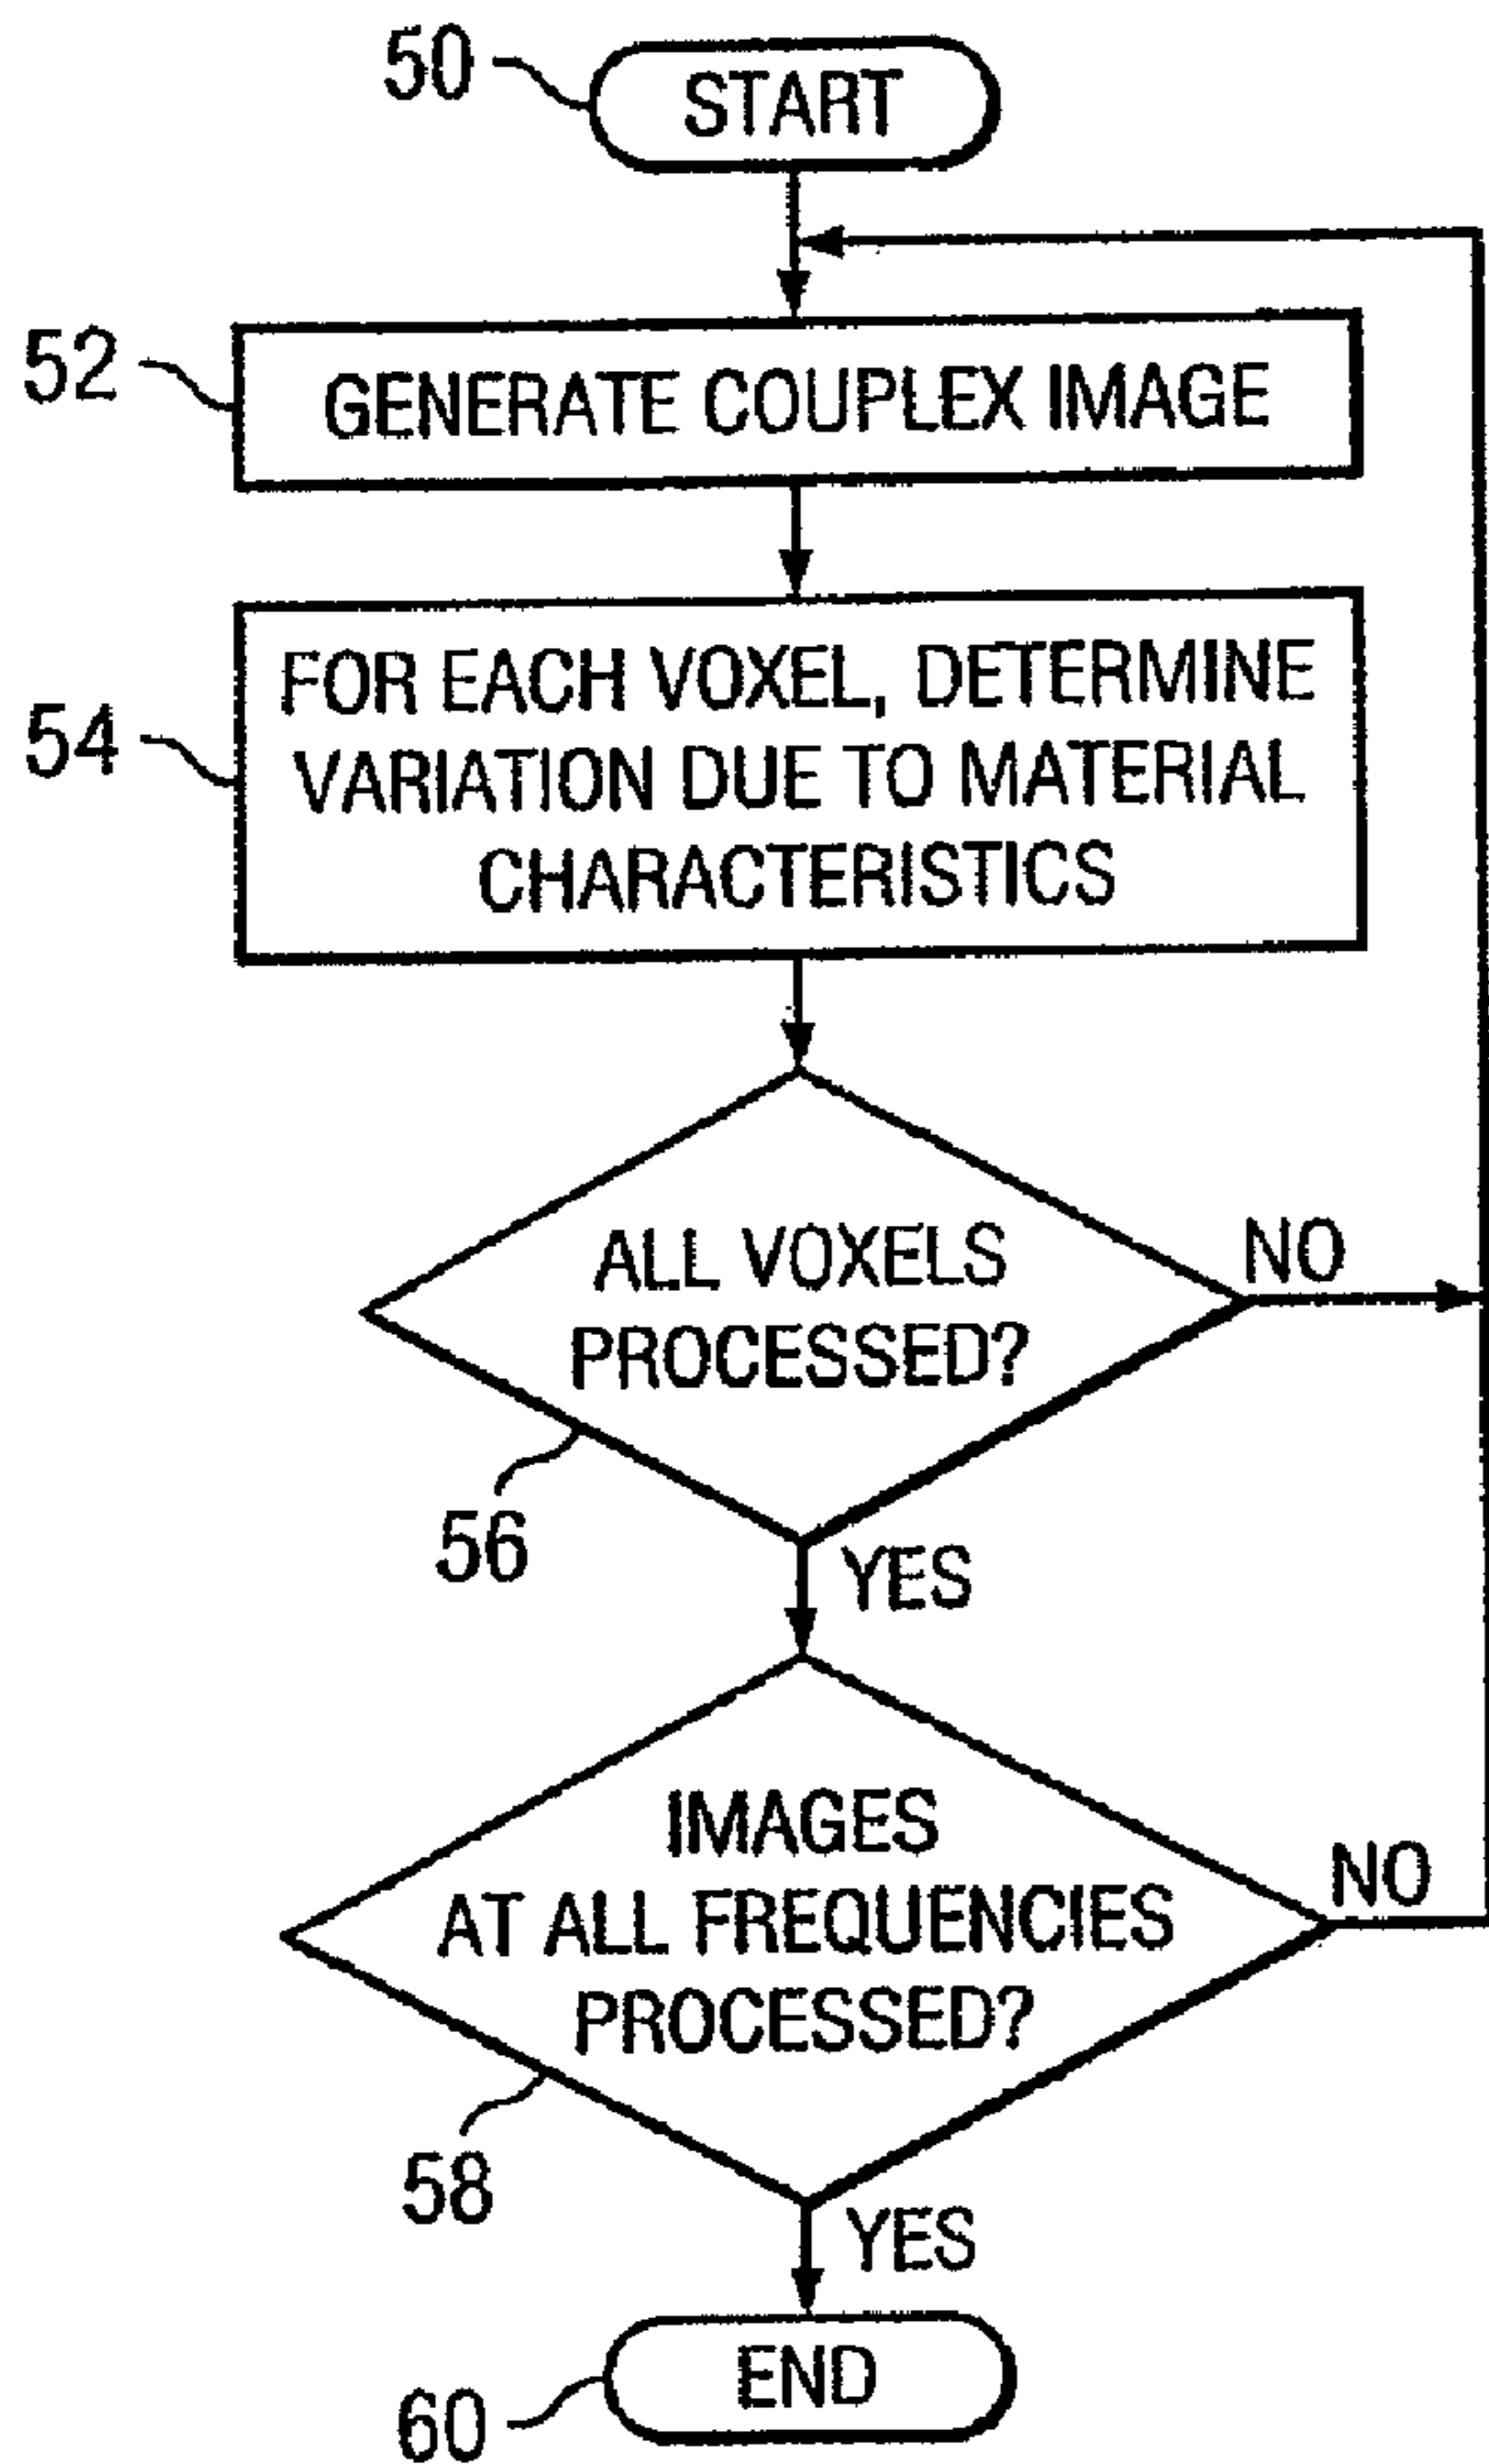 50
START
52
GENERATE COUPLEX IMAGE
54
FOR EACH VOXEL, DETERMINE
VARIATION DUE TO MATERIAL
CHARACTERISTICS
ALL VOXELS
PROCESSED?
NO
56
YES
IMAGES
AT ALL FREQUENCIES
PROCESSED?
NO
58
YES
END
60